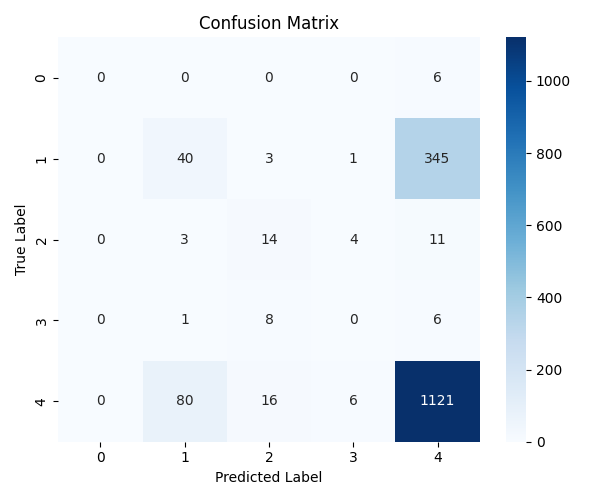 Confusion Matrix
0 0 0 0 0 6
1 0 40 3 1 345
2 0 3 14 4 11
3 0 1 8 0 6
4 0 80 16 6 1121
0 1 2 3 4
Predicted Label
True Label
1000
800
600
400
200
0